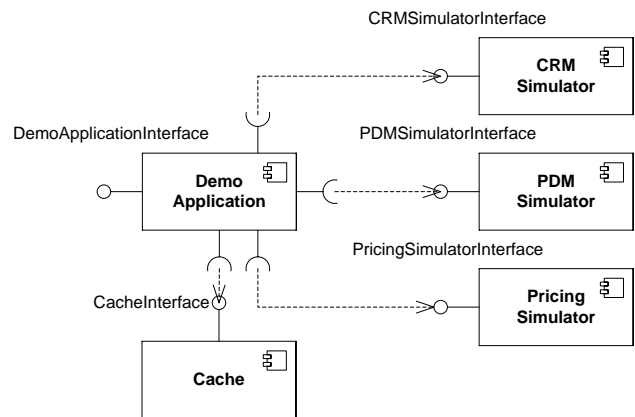 CRMSimulatorInterface
CRM
Simulator
DemoApplicationInterface
PDMSimulatorInterface
Demo
Application
PDM
Simulator
PricingSimulatorInterface
CacheInterface
Pricing
Simulator
Cache